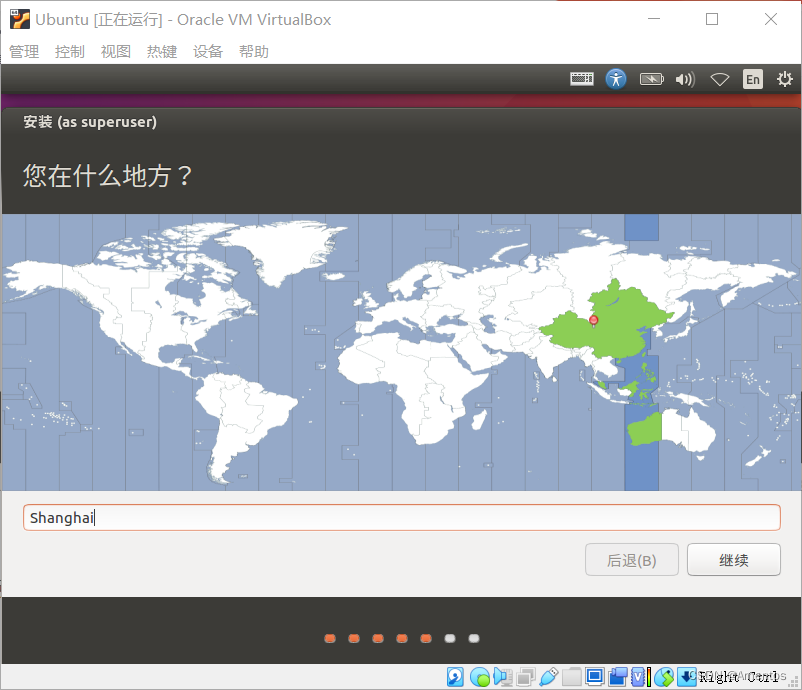 Ubuntu [正在运行] - Oracle VM VirtualBox
管理 控制 视图 热键 设备 帮助
En
安装 (as superuser)
您在什么地方？
Shanghai
后退(B) 继续
Right Ctrl